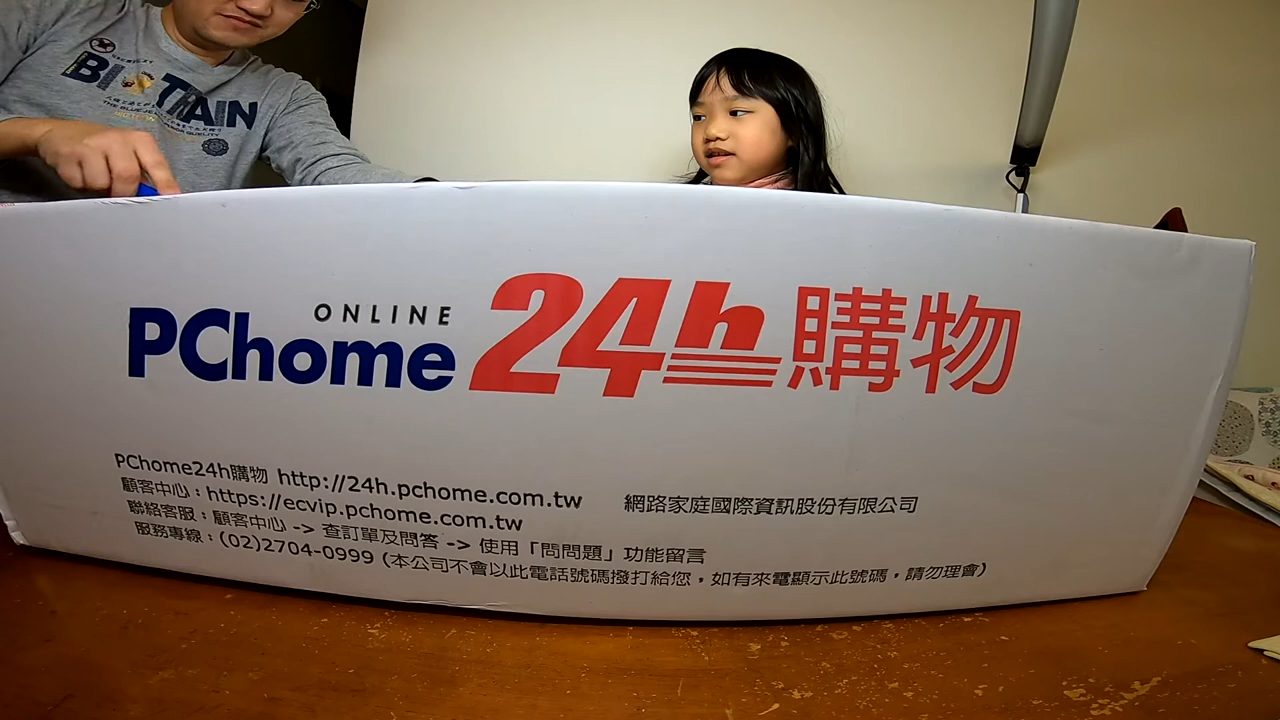 BLUE TRAIN
ONLINE
PChome 24h購物
PChome24h購物 http://24h.pchome.com.tw
網路家庭國際資訊股份有限公司
顧客中心：https://ecvip.pchome.com.tw
聯絡客服：顧客中心 -> 查訂單及問答 -> 使用「問問題」功能留言
服務專線：(02)2704-0999 (本公司不會以此電話號碼撥打給您，如有來電顯示此號碼，請勿理會)